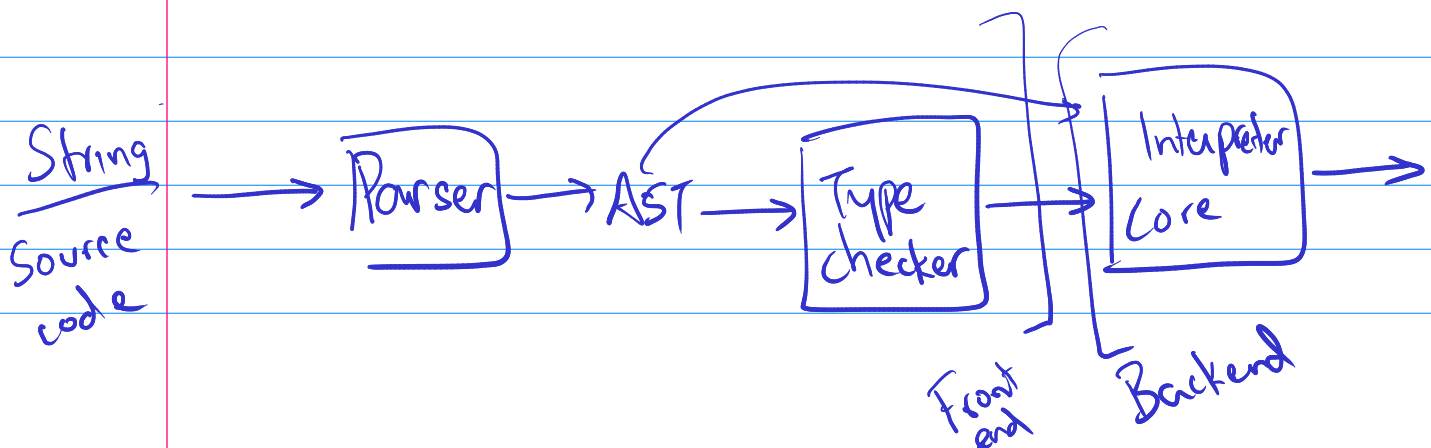 String
Source
code
Parser
AST
Type
checker
Interpreter
Core
Front
end
Backend